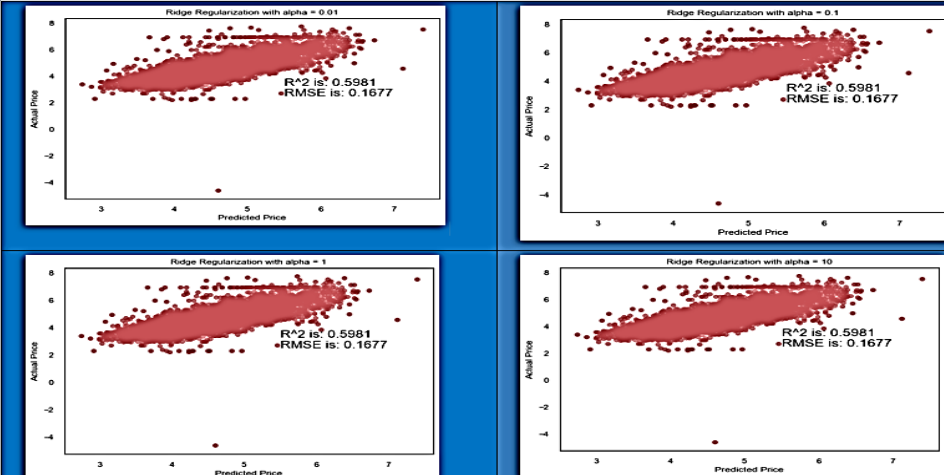 Ridge Regularization with alpha = 0.01
8
6
4
2
0
−2
−4
Actual Price
R^2 is: 0.5981
RMSE is: 0.1677
3
4
5
6
7
Predicted Price
Ridge Regularization with alpha = 0.1
8
6
4
2
0
−2
−4
Actual Price
R^2 is: 0.5981
RMSE is: 0.1677
3
4
5
6
7
Predicted Price
Ridge Regularization with alpha = 1
8
6
4
2
0
−2
−4
Actual Price
R^2 is: 0.5981
RMSE is: 0.1677
3
4
5
6
7
Predicted Price
Ridge Regularization with alpha = 10
8
6
4
2
0
−2
−4
Actual Price
R^2 is: 0.5981
RMSE is: 0.1677
3
4
5
6
7
Predicted Price